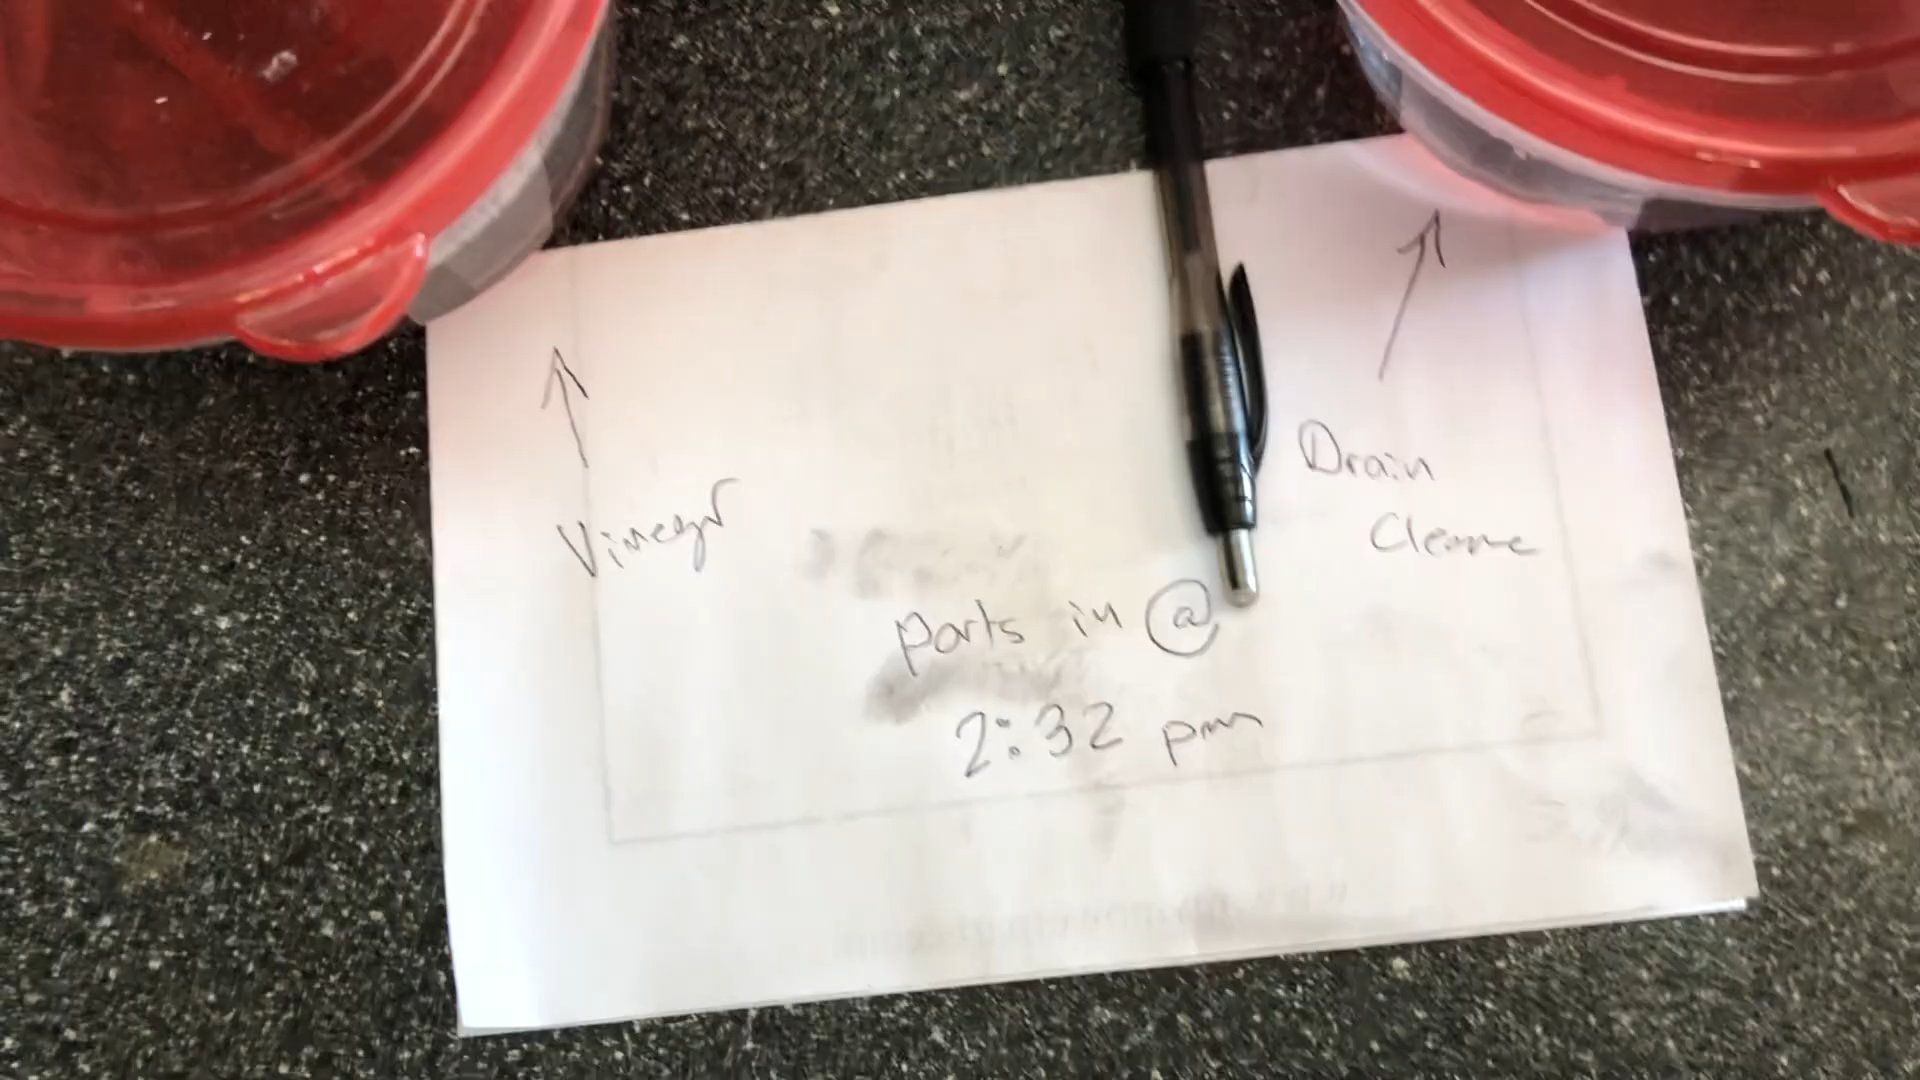 Vinegr
Drain
Cleane
parts in @
2:32 pm